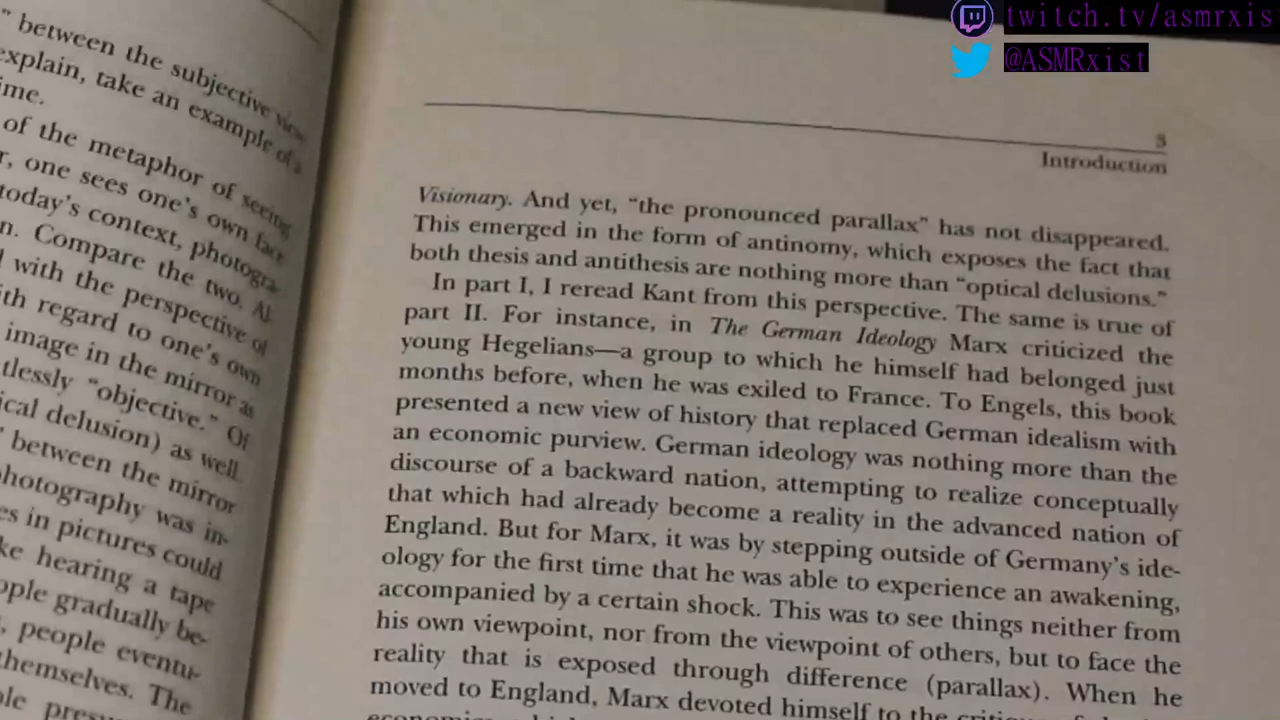 " between the subjective view
explain, take an example of a
ime.
of the metaphor of seeing
r, one sees one's own face
today's context, photogra-
n. Compare the two. Al-
d with the perspective of
ith regard to one's own
image in the mirror as
tlessly "objective." Of
ical delusion) as well.
" between the mirror
photography was in-
es in pictures could
ke hearing a tape
ople gradually be-
, people eventu-
themselves. The
ple
twitch.tv/asmrxis
@ASMRxist
3
Introduction
Visionary. And yet, "the pronounced parallax" has not disappeared.
This emerged in the form of antinomy, which exposes the fact that
both thesis and antithesis are nothing more than "optical delusions."
In part I, I reread Kant from this perspective. The same is true of
part II. For instance, in The German Ideology Marx criticized the
young Hegelians—a group to which he himself had belonged just
months before, when he was exiled to France. To Engels, this book
presented a new view of history that replaced German idealism with
an economic purview. German ideology was nothing more than the
discourse of a backward nation, attempting to realize conceptually
that which had already become a reality in the advanced nation of
England. But for Marx, it was by stepping outside of Germany's ide-
ology for the first time that he was able to experience an awakening,
accompanied by a certain shock. This was to see things neither from
his own viewpoint, nor from the viewpoint of others, but to face the
reality that is exposed through difference (parallax). When he
moved to England, Marx devoted himself to the